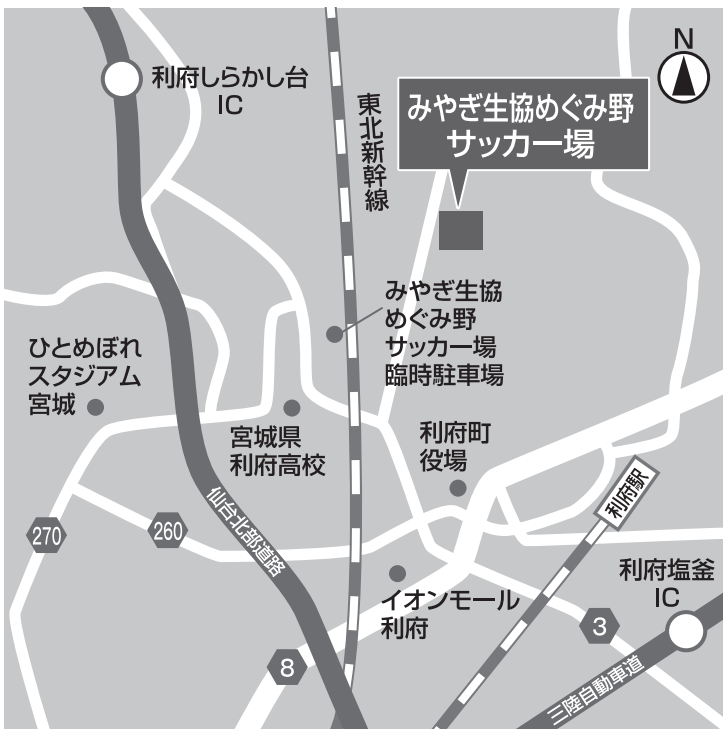 利府しらかし台
IC
東北新幹線
N
みやぎ生協めぐみ野
サッカー場
みやぎ生協
めぐみ野
サッカー場
臨時駐車場
ひとめぼれ
スタジアム
宮城
宮城県
利府高校
利府町
役場
利府駅
270
260
仙台北部道路
イオンモール
利府
利府塩釜
IC
3
8
三陸自動車道